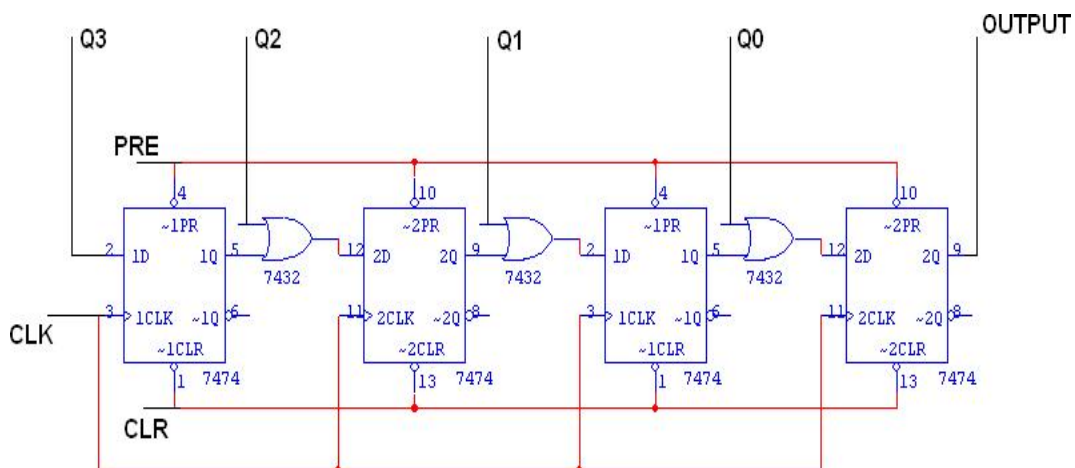 Q3 Q2 Q1 Q0 OUTPUT
PRE
4 10 4 10
~1PR ~2PR ~1PR ~2PR
2 1D 1Q 5 12 2D 2Q 9 2 1D 1Q 5 12 2D 2Q 9
7432 7432 7432
3 1CLK ~1Q 6 11 2CLK ~2Q 8 3 1CLK ~1Q 6 11 2CLK ~2Q 8
CLK
~1CLR ~2CLR ~1CLR ~2CLR
1 7474 13 7474 1 7474 13 7474
CLR